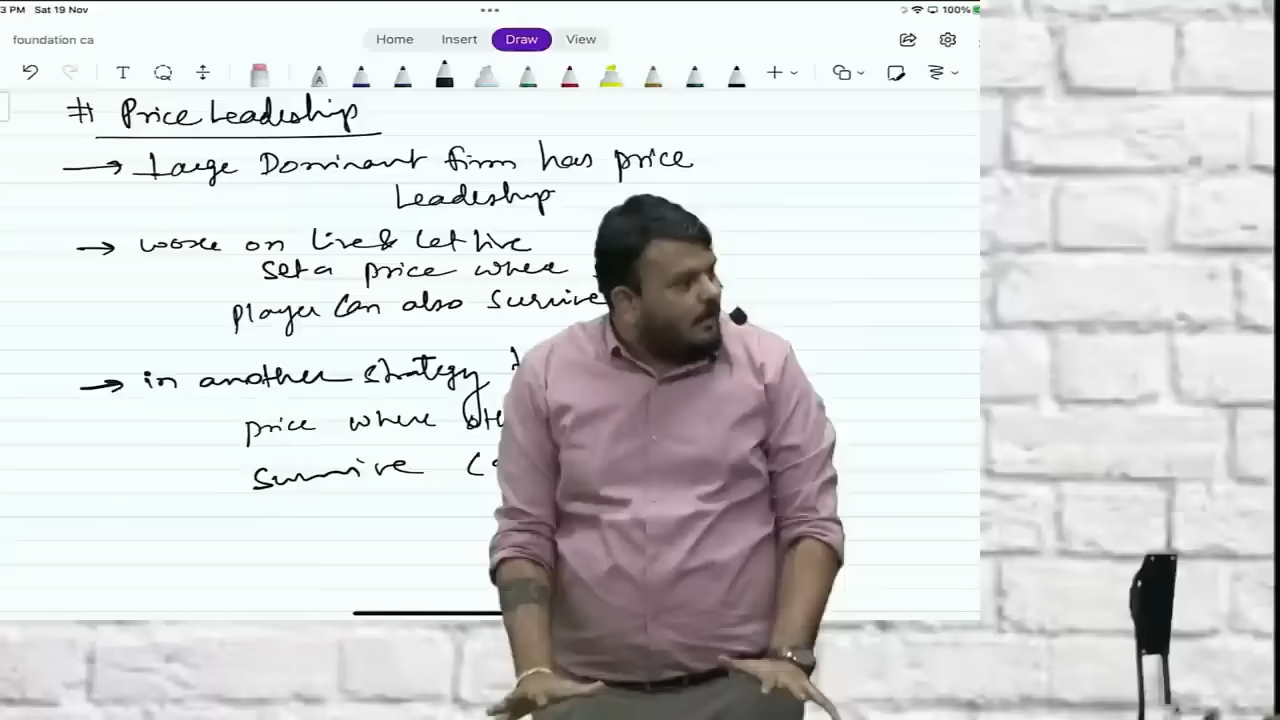 3 PM Sat 19 Nov
100%
foundation ca
Home Insert Draw View
T
A
# Price Leadership
→ Large Dominant firm has price
Leadership
→ work on Live & Let live
Set a price where
player can also Survive
→ in another strategy
price where
Survive